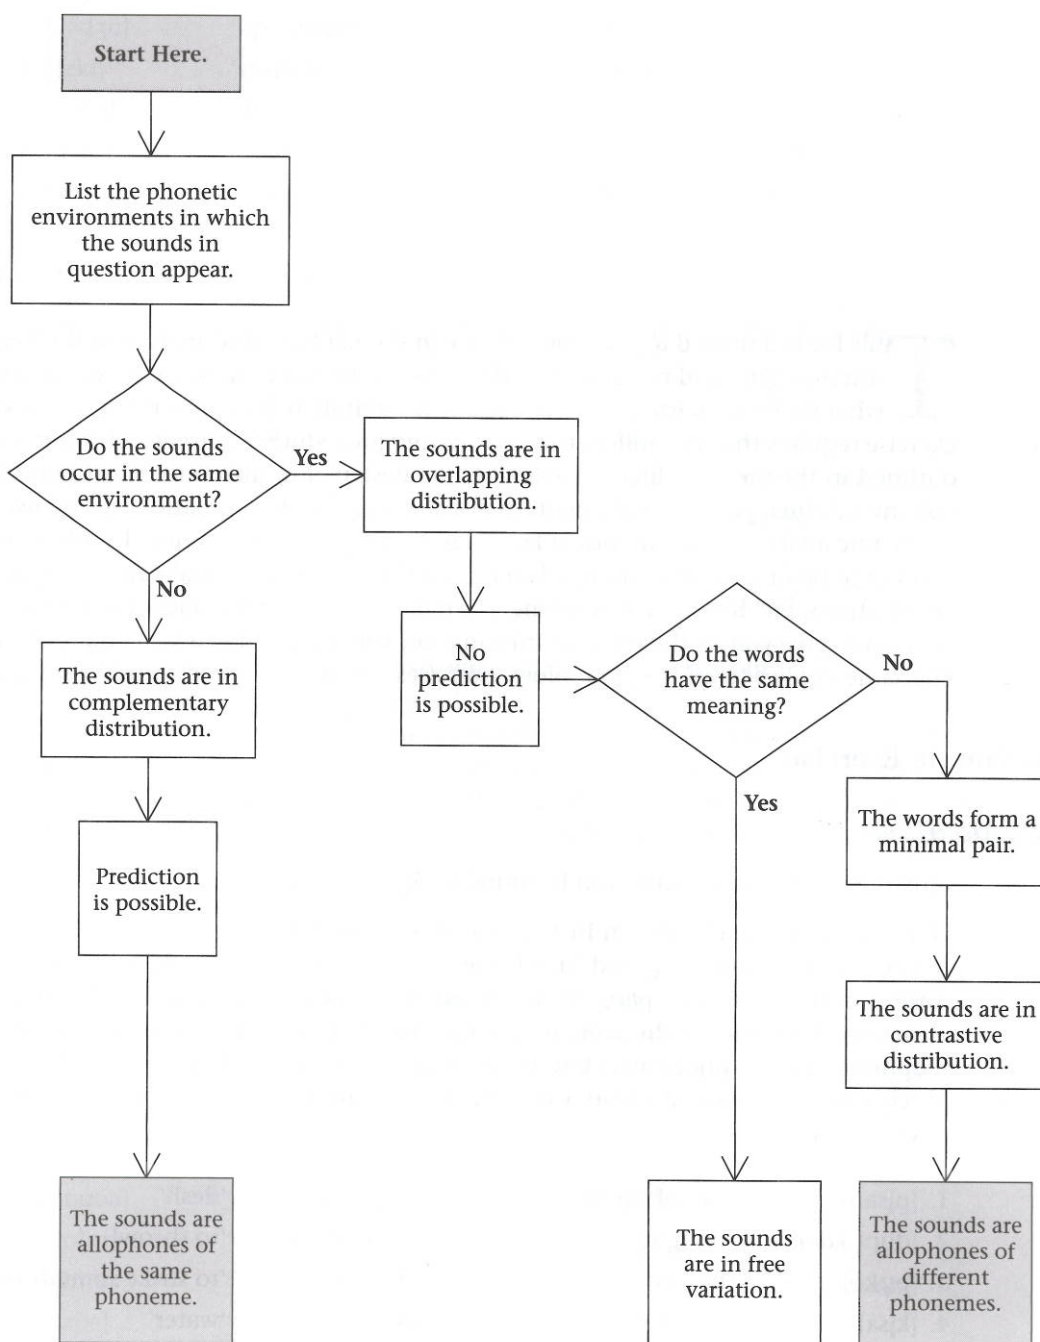 Start Here.
List the phonetic
environments in which
the sounds in
question appear.
Do the sounds
occur in the same
environment?
Yes
The sounds are in
overlapping
distribution.
No
The sounds are in
complementary
distribution.
No
prediction
is possible.
Do the words
have the same
meaning?
No
Yes
The words form a
minimal pair.
Prediction
is possible.
The sounds are in
contrastive
distribution.
The sounds are
allophones of
the same
phoneme.
The sounds
are in free
variation.
The sounds are
allophones of
different
phonemes.